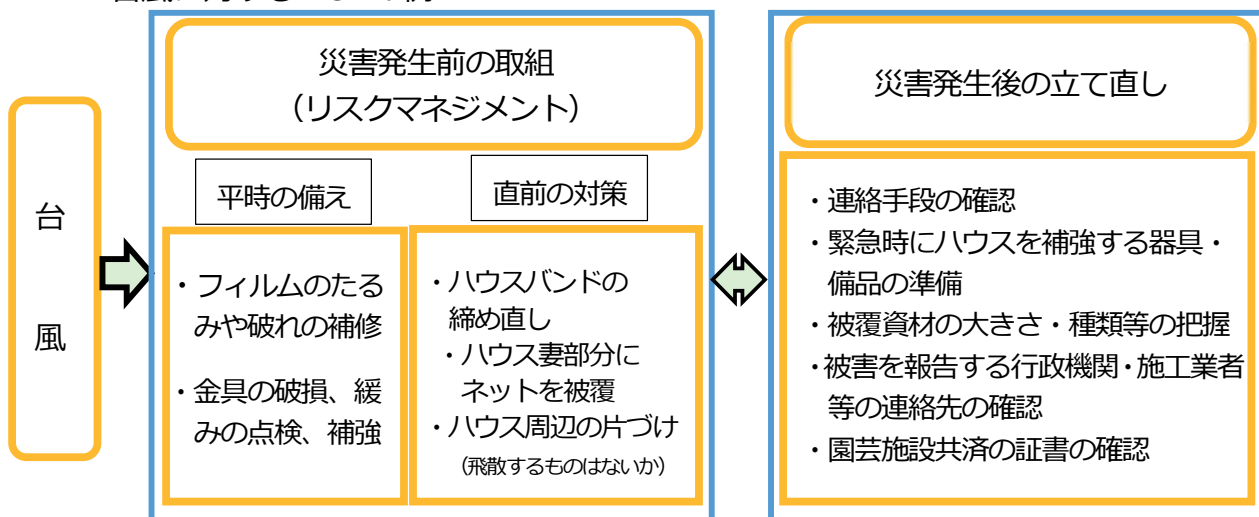 災害発生前の取組
（リスクマネジメント）
災害発生後の立て直し
台
風
平時の備え
・フィルムのたる
みや破れの補修
・金具の破損、緩
みの点検、補強
直前の対策
・ハウスバンドの
締め直し
・ハウス妻部分に
ネットを被覆
・ハウス周辺の片づけ
（飛散するものはないか）
・連絡手段の確認
・緊急時にハウスを補強する器具・
備品の準備
・被覆資材の大きさ・種類等の把握
・被害を報告する行政機関・施工業者
等の連絡先の確認
・園芸施設共済の証書の確認